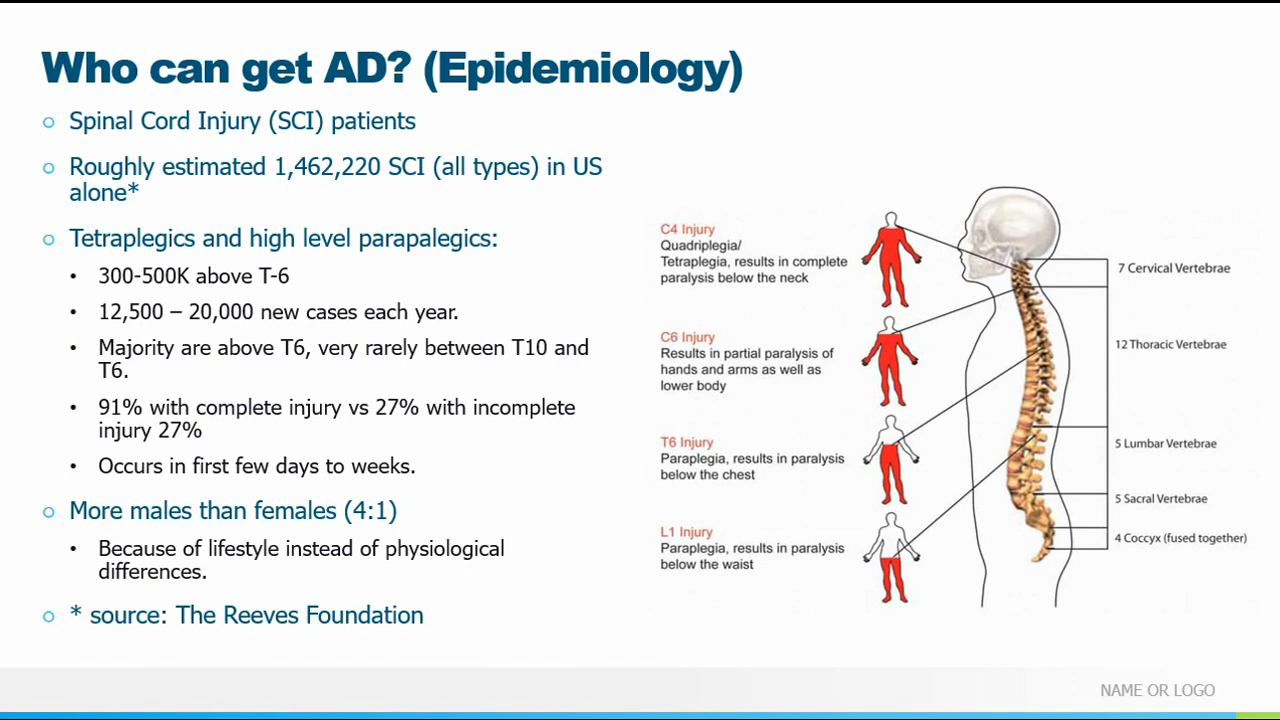 Who can get AD? (Epidemiology)
○ Spinal Cord Injury (SCI) patients
○ Roughly estimated 1,462,220 SCI (all types) in US
alone*
○ Tetraplegics and high level parapalegics:
• 300-500K above T-6
• 12,500 – 20,000 new cases each year.
• Majority are above T6, very rarely between T10 and
T6.
• 91% with complete injury vs 27% with incomplete
injury 27%
• Occurs in first few days to weeks.
○ More males than females (4:1)
• Because of lifestyle instead of physiological
differences.
○ * source: The Reeves Foundation
C4 Injury
Quadriplegia/
Tetraplegia, results in complete
paralysis below the neck
C6 Injury
Results in partial paralysis of
hands and arms as well as
lower body
T6 Injury
Paraplegia, results in paralysis
below the chest
L1 Injury
Paraplegia, results in paralysis
below the waist
7 Cervical Vertebrae
12 Thoracic Vertebrae
5 Lumbar Vertebrae
5 Sacral Vertebrae
4 Coccyx (fused together)
NAME OR LOGO